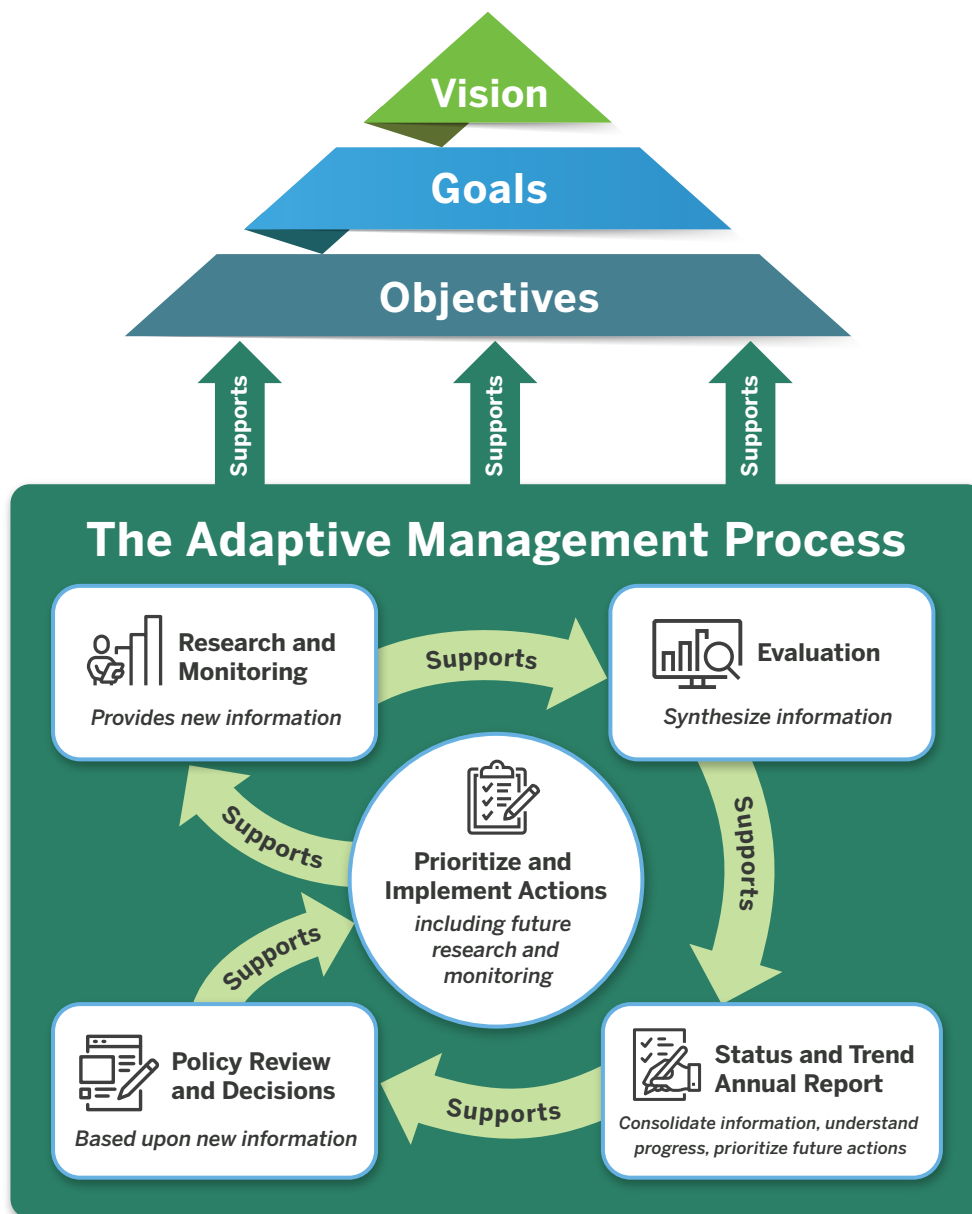 Vision
Goals
Objectives
Supports
Supports
Supports
The Adaptive Management Process
Research and
Monitoring
Provides new information
Supports
Evaluation
Synthesize information
Supports
Prioritize and
Implement Actions
including future
research and
monitoring
Supports
Supports
Policy Review
and Decisions
Based upon new information
Supports
Status and Trend
Annual Report
Consolidate information, understand
progress, prioritize future actions